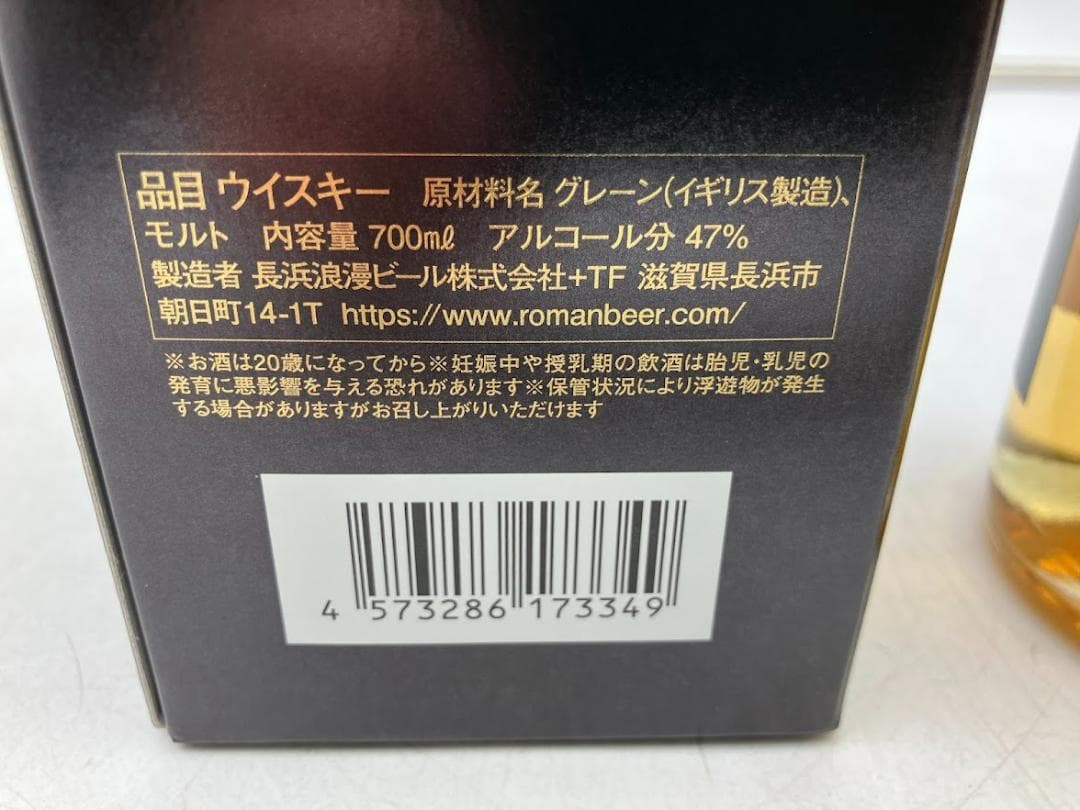 品目 ウイスキー 原材料名 グレーン(イギリス製造)、
モルト 内容量 700㎖ アルコール分 47%
製造者 長浜浪漫ビール株式会社+TF 滋賀県長浜市
朝日町14-1T https://www.romanbeer.com/
※お酒は20歳になってから※妊娠中や授乳期の飲酒は胎児・乳児の
発育に悪影響を与える恐れがあります※保管状況により浮遊物が発生
する場合がありますがお召し上がりいただけます
4 573286 173349